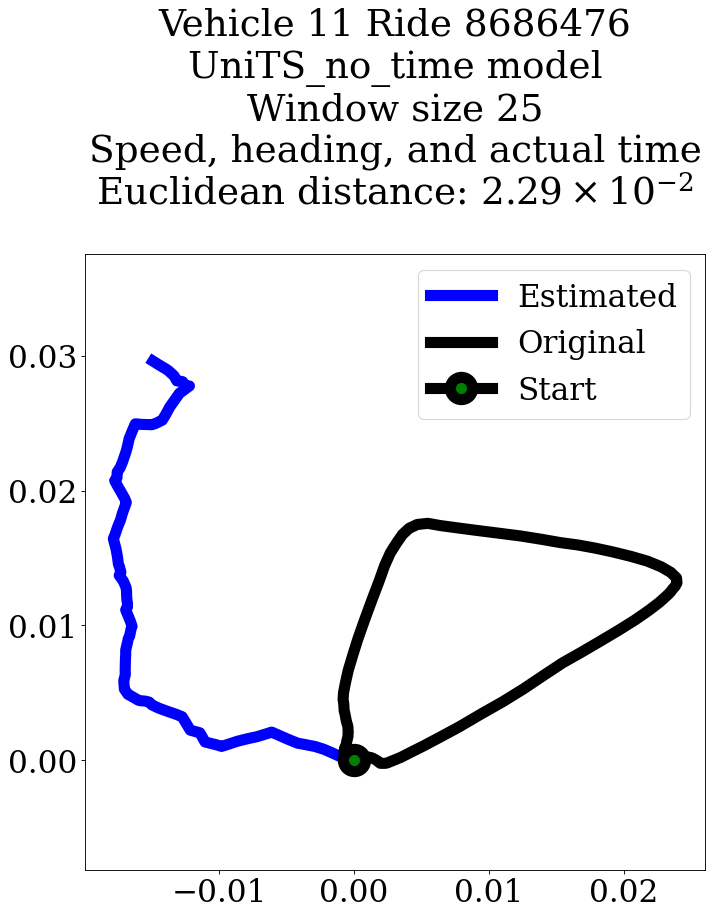 Vehicle 11 Ride 8686476
UniTS_no_time model
Window size 25
Speed, heading, and actual time
Euclidean distance: 2.29 × 10⁻²
Estimated
Original
Start
0.03
0.02
0.01
0.00
−0.01 0.00 0.01 0.02